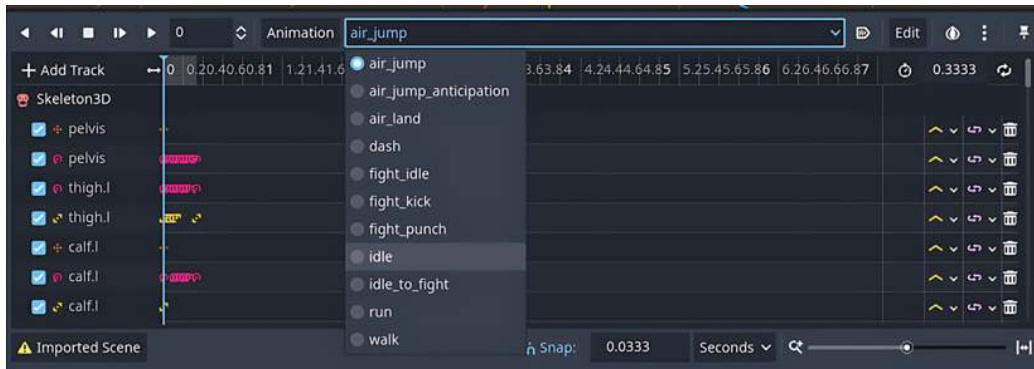 0 Animation air_jump Edit
+ Add Track 0 0.20.40.60.81 1.21.41.6 3.63.84 4.24.44.64.85 5.25.45.65.86 6.26.46.66.87 0.3333
air_jump
Skeleton3D
air_jump_anticipation
pelvis
air_land
pelvis
dash
thigh.l
fight_idle
thigh.l
fight_kick
calf.l
fight_punch
calf.l
idle
calf.l
idle_to_fight
run
walk
Imported Scene Snap: 0.0333 Seconds